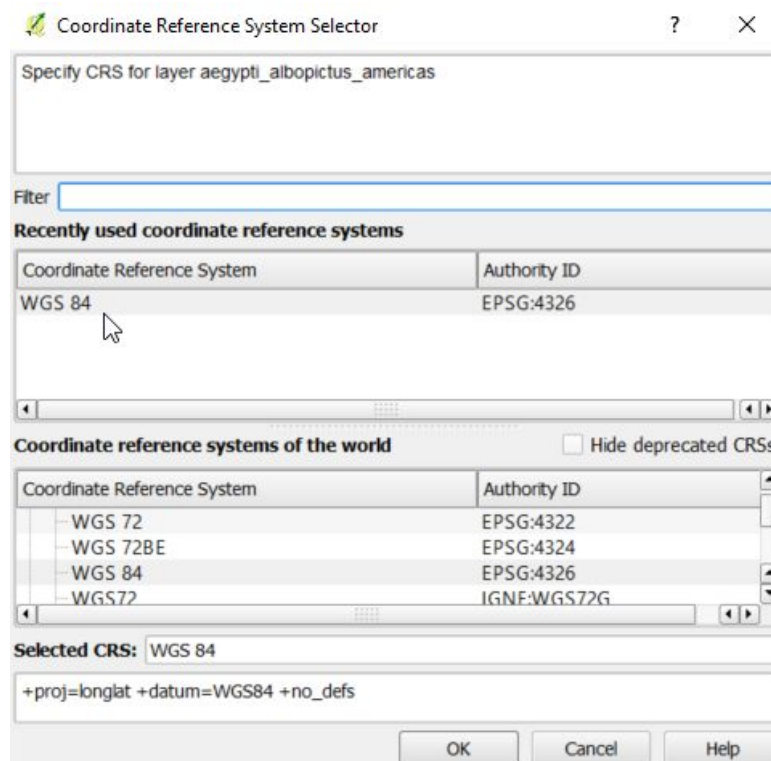 Coordinate Reference System Selector ?
Specify CRS for layer aegypti_albopictus_americas
Filter
Recently used coordinate reference systems
Coordinate Reference System Authority ID
WGS 84 EPSG:4326
Coordinate reference systems of the world Hide deprecated CRSs
Coordinate Reference System Authority ID
WGS 72 EPSG:4322
WGS 72BE EPSG:4324
WGS 84 EPSG:4326
WGS72 IGNF:WGS72G
Selected CRS: WGS 84
+proj=longlat +datum=WGS84 +no_defs
OK Cancel Help